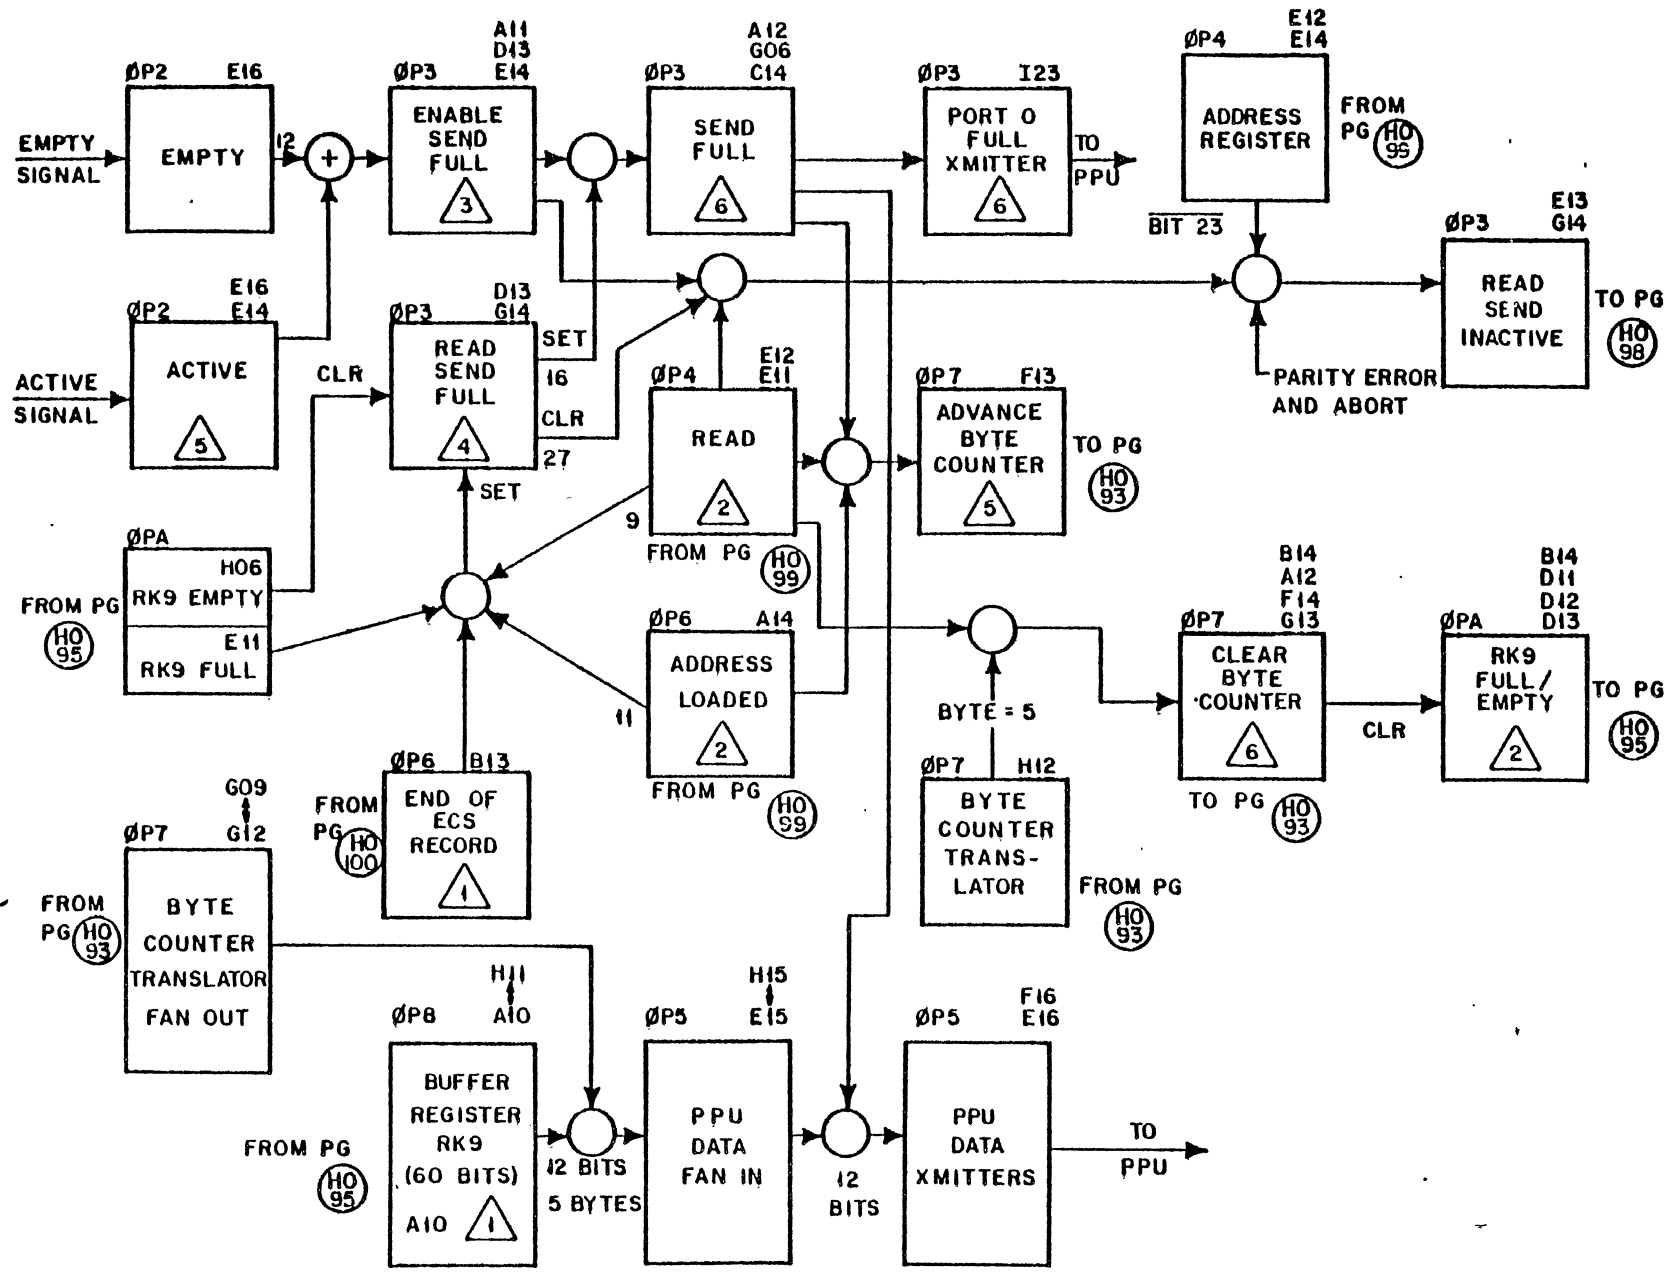 ØP2 E16
EMPTY
SIGNAL
EMPTY
12
+
A11
D13
ØP3 E14
ENABLE
SEND
FULL
3
A12
G06
ØP3 C14
SEND
FULL
6
ØP3 I23
PORT 0
FULL
XMITTER
6
TO
PPU
E12
ØP4 E14
ADDRESS
REGISTER
FROM
PG HO
99
BIT 23
E13
ØP3 G14
READ
SEND
INACTIVE
TO PG
HO
98
PARITY ERROR
AND ABORT
E16
ØP2 E14
ACTIVE
SIGNAL
ACTIVE
5
CLR
D13
ØP3 G14
READ
SEND
FULL
4
SET
16
CLR
27
SET
E12
ØP4 E11
READ
2
9
FROM PG HO
99
ØP7 F13
ADVANCE
BYTE
COUNTER
5
TO PG
HO
93
ØPA
H06
RK9 EMPTY
E11
RK9 FULL
FROM PG
HO
95
ØP6 A14
ADDRESS
LOADED
2
11
FROM PG HO
99
BYTE = 5
ØP7 H12
BYTE
COUNTER
TRANS-
LATOR
FROM PG
HO
93
B14
A12
F14
ØP7 G13
CLEAR
BYTE
COUNTER
6
TO PG HO
93
CLR
B14
D11
D12
ØPA D13
RK9
FULL/
EMPTY
2
TO PG
HO
95
ØP6 B13
END OF
ECS
RECORD
1
FROM
PG HO
100
G09
ØP7 G12
BYTE
COUNTER
TRANSLATOR
FAN OUT
FROM
PG HO
93
H11
ØP8 A10
BUFFER
REGISTER
RK9
(60 BITS)
A10 1
FROM PG
HO
95
12 BITS
5 BYTES
H15
ØP5 E15
PPU
DATA
FAN IN
12
BITS
F16
ØP5 E16
PPU
DATA
XMITTERS
TO
PPU